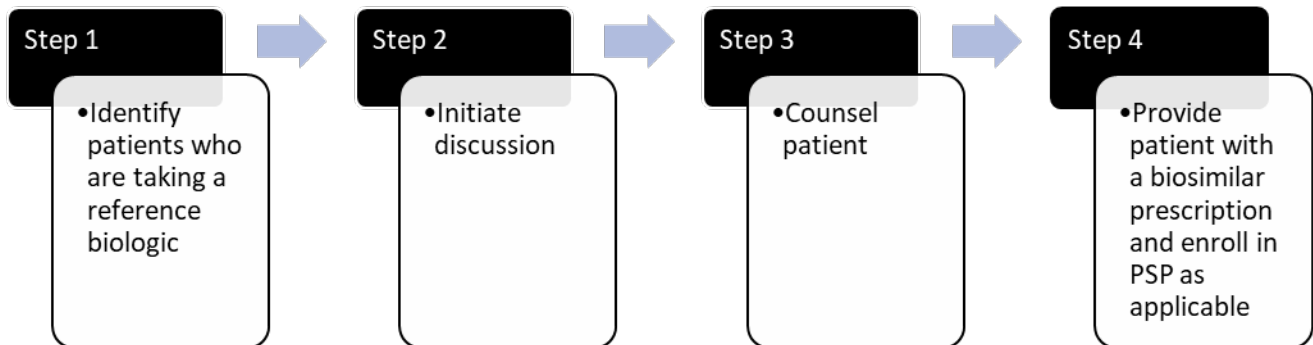 Step 1
•Identify
patients who
are taking a
reference
biologic
Step 2
•Initiate
discussion
Step 3
•Counsel
patient
Step 4
•Provide
patient with
a biosimilar
prescription
and enroll in
PSP as
applicable